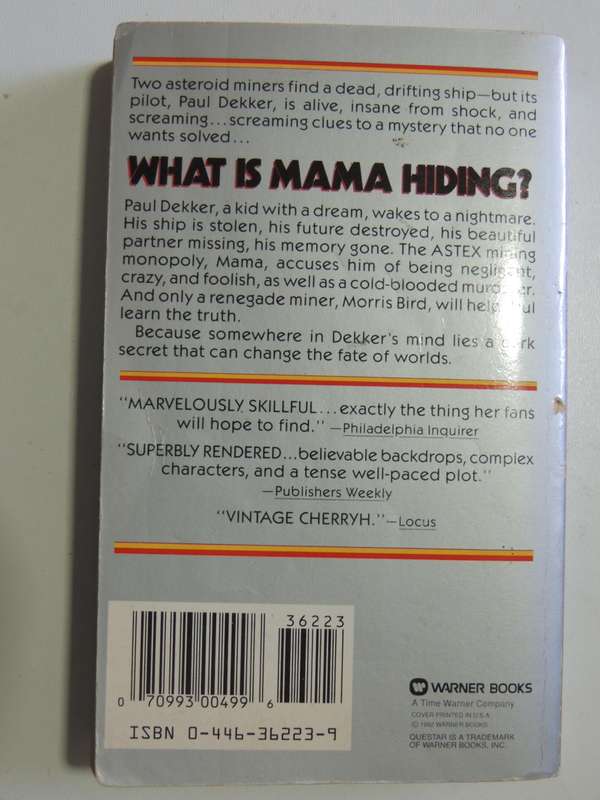 Two asteroid miners find a dead, drifting ship—but its
pilot, Paul Dekker, is alive, insane from shock, and
screaming...screaming clues to a mystery that no one
wants solved...
WHAT IS MAMA HIDING?
Paul Dekker, a kid with a dream, wakes to a nightmare.
His ship is stolen, his future destroyed, his beautiful
partner missing, his memory gone. The ASTEX mining
monopoly, Mama, accuses him of being negligent,
crazy, and foolish, as well as a cold-blooded murderer.
And only a renegade miner, Morris Bird, will help Paul
learn the truth.
Because somewhere in Dekker's mind lies a dark
secret that can change the fate of worlds.
"MARVELOUSLY SKILLFUL...exactly the thing her fans
will hope to find."—Philadelphia Inquirer
"SUPERBLY RENDERED...believable backdrops, complex
characters, and a tense well-paced plot."
—Publishers Weekly
"VINTAGE CHERRYH."—Locus
36223
0 70993 00499 6
ISBN 0-446-36223-9
WARNER BOOKS
A Time Warner Company
COVER PRINTED IN U.S.A.
© 1992 WARNER BOOKS
QUESTAR IS A TRADEMARK
OF WARNER BOOKS, INC.